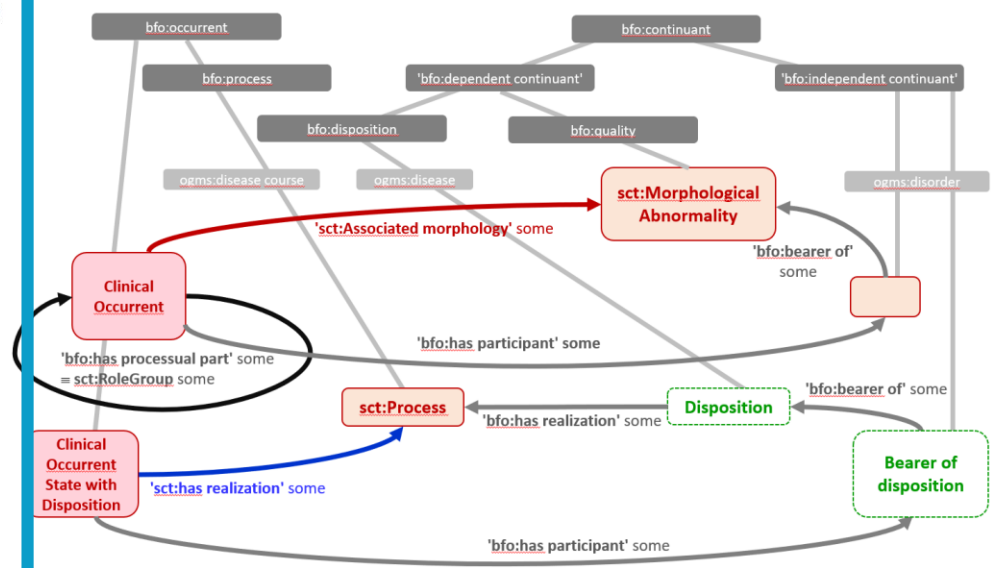 bfo:occurrent
bfo:continuant
bfo:process
'bfo:dependent continuant'
'bfo:independent continuant'
bfo:disposition
bfo:quality
ogms:disease course
ogms:disease
ogms:disorder
sct:Morphological
Abnormality
'sct:Associated morphology' some
'bfo:bearer of'
some
Clinical
Occurrent
'bfo:has participant' some
'bfo:has processual part' some
≡ sct:RoleGroup some
sct:Process
'bfo:has realization' some
Disposition
'bfo:bearer of' some
Clinical
Occurrent
State with
Disposition
'sct:has realization' some
Bearer of
disposition
'bfo:has participant' some